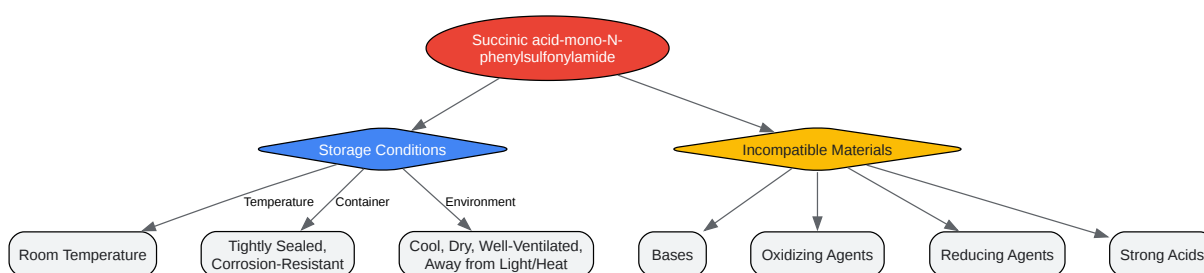 Succinic acid-mono-N-
phenylsulfonylamide
Storage Conditions
Incompatible Materials
Temperature
Container
Environment
Room Temperature
Tightly Sealed,
Corrosion-Resistant
Cool, Dry, Well-Ventilated,
Away from Light/Heat
Bases
Oxidizing Agents
Reducing Agents
Strong Acids